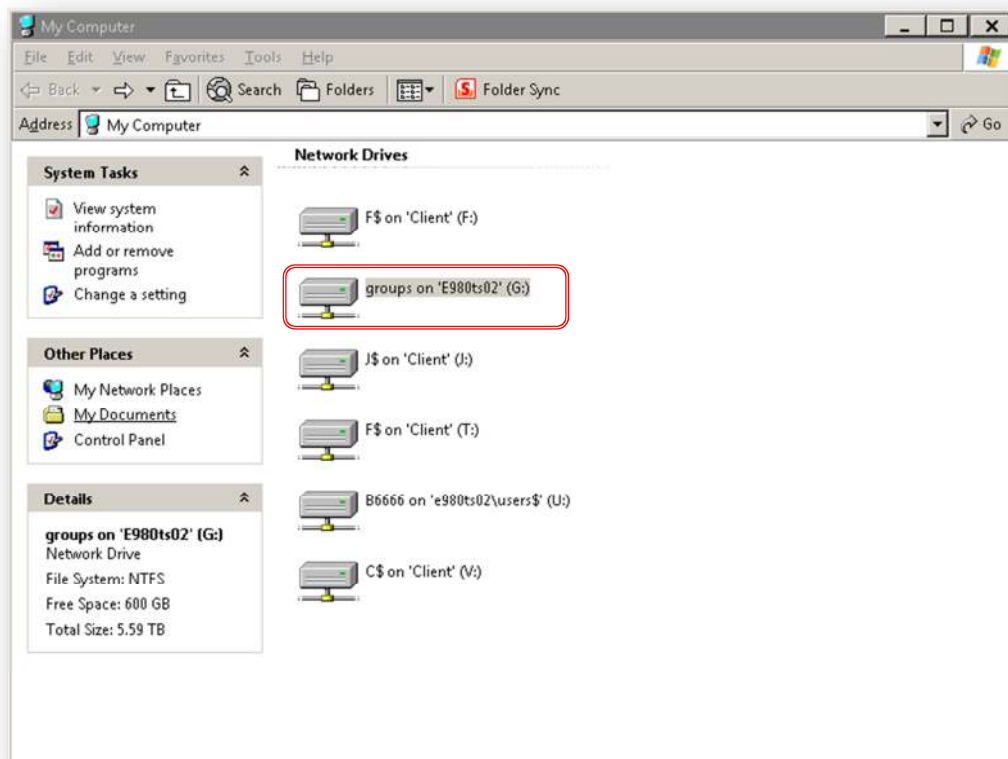 My Computer
File Edit View Favorites Tools Help
Back Search Folders Folder Sync
Address My Computer Go
System Tasks
View system
information
Add or remove
programs
Change a setting
Other Places
My Network Places
My Documents
Control Panel
Details
groups on 'E980ts02' (G:)
Network Drive
File System: NTFS
Free Space: 600 GB
Total Size: 5.59 TB
Network Drives
F$ on 'Client' (F:)
groups on 'E980ts02' (G:)
J$ on 'Client' (J:)
F$ on 'Client' (T:)
B6666 on 'e980ts02\users$' (U:)
C$ on 'Client' (V:)